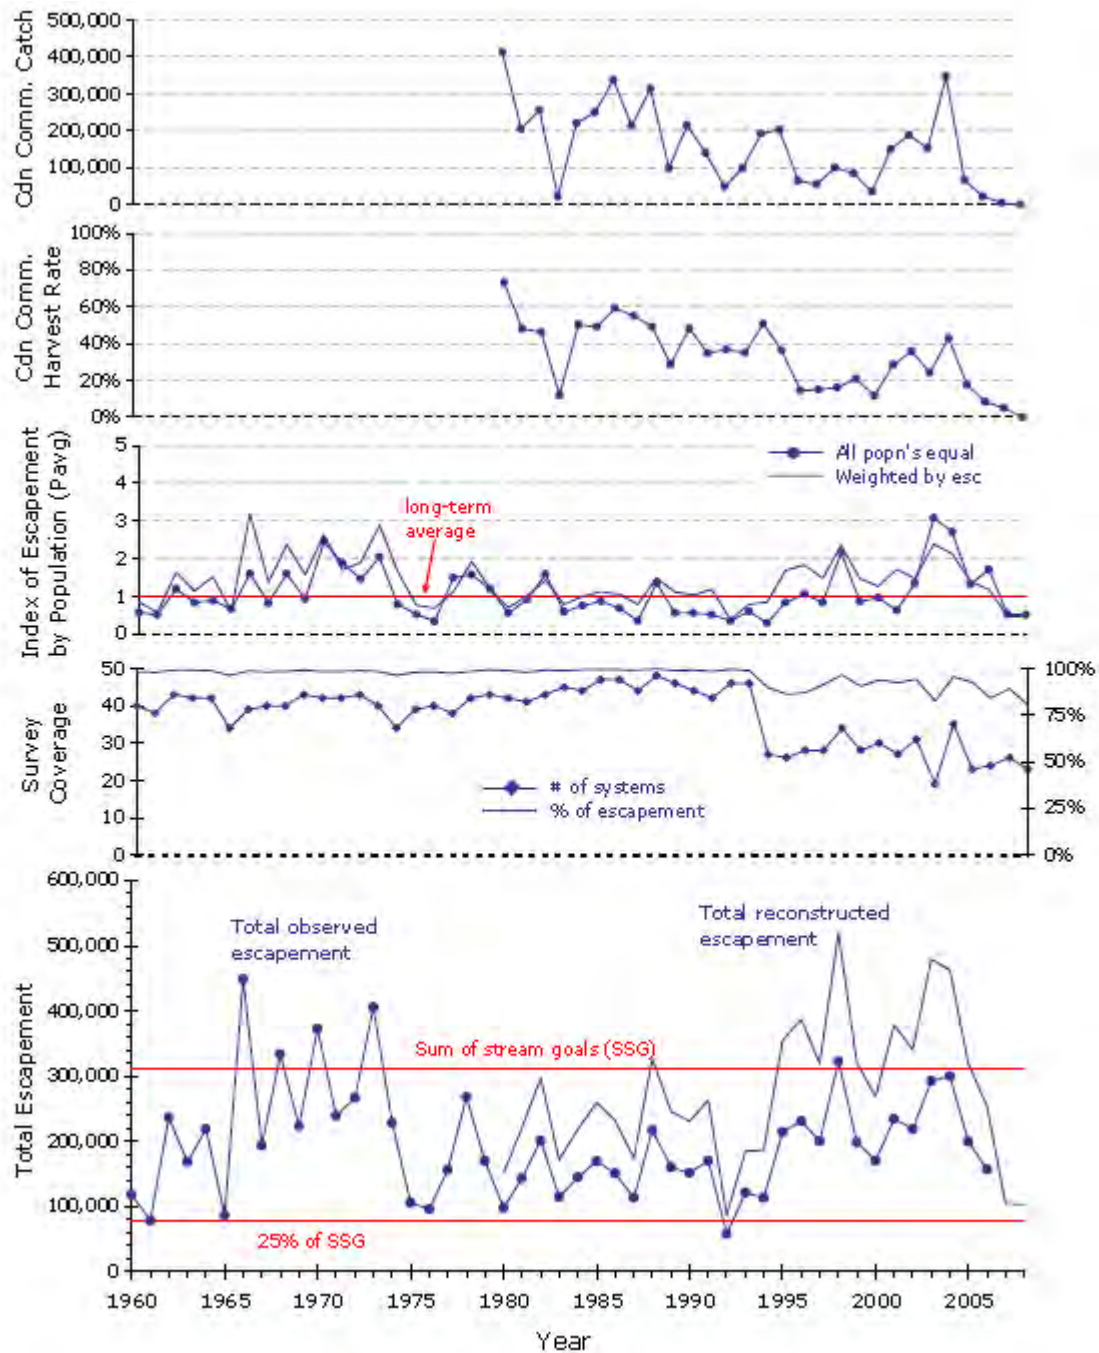 Cdn Comm. Catch
500,000
400,000
300,000
200,000
100,000
0
Cdn Comm.
Harvest Rate
100%
80%
60%
40%
20%
0%
Index of Escapement
by Population (Pavg)
5
4
3
2
1
0
All popn's equal
Weighted by esc
long-term
average
Survey
Coverage
50
40
30
20
10
0
100%
75%
50%
25%
0%
# of systems
% of escapement
Total Escapement
600,000
500,000
400,000
300,000
200,000
100,000
0
Total observed
escapement
Total reconstructed
escapement
Sum of stream goals (SSG)
25% of SSG
1960 1965 1970 1975 1980 1985 1990 1995 2000 2005
Year